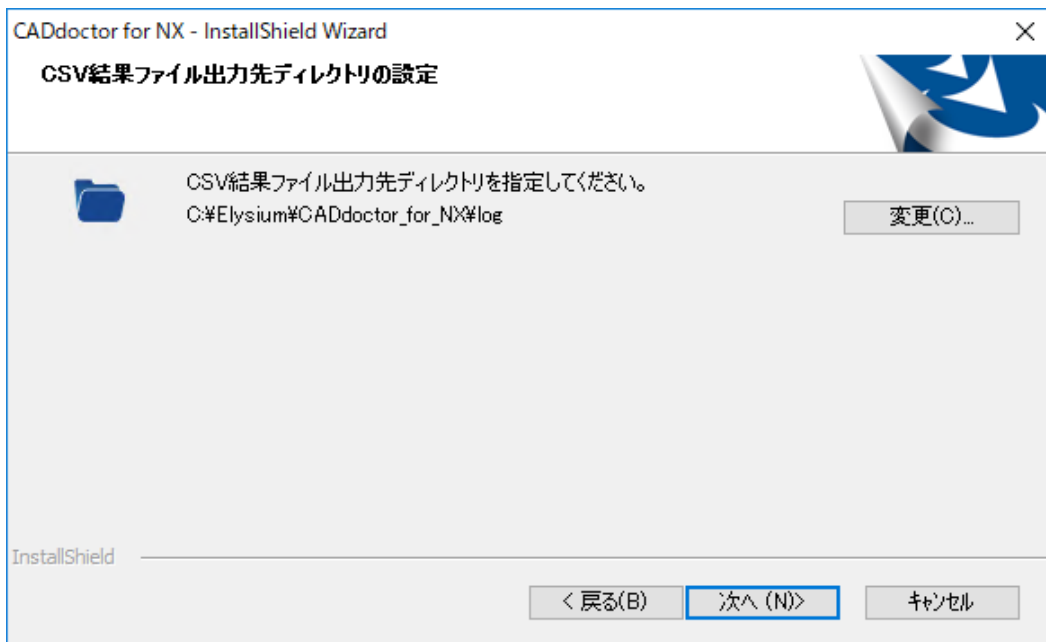 CADdoctor for NX - InstallShield Wizard
CSV結果ファイル出力先ディレクトリの設定
CSV結果ファイル出力先ディレクトリを指定してください。
C:¥Elysium¥CADdoctor_for_NX¥log
変更(C)...
InstallShield
< 戻る(B)
次へ (N)>
キャンセル